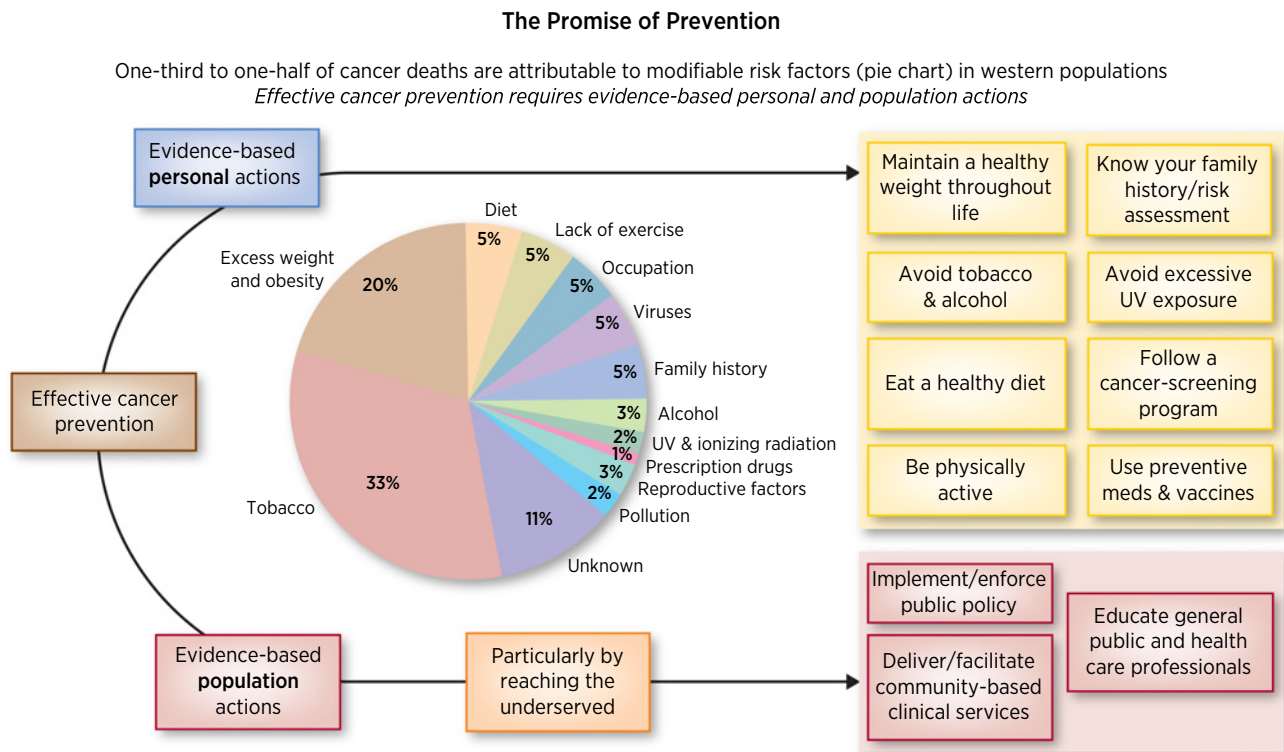 The Promise of Prevention
One-third to one-half of cancer deaths are attributable to modifiable risk factors (pie chart) in western populations
Effective cancer prevention requires evidence-based personal and population actions
Evidence-based
personal actions
Effective cancer
prevention
Evidence-based
population
actions
Particularly by
reaching the
underserved
Diet
5%
Lack of exercise
5%
Occupation
5%
Viruses
5%
Family history
5%
Alcohol
3%
UV & ionizing radiation
2%
Prescription drugs
1%
Reproductive factors
3%
Pollution
2%
Unknown
11%
Tobacco
33%
Excess weight
and obesity
20%
Maintain a healthy
weight throughout
life
Know your family
history/risk
assessment
Avoid tobacco
& alcohol
Avoid excessive
UV exposure
Eat a healthy diet
Follow a
cancer-screening
program
Be physically
active
Use preventive
meds & vaccines
Implement/enforce
public policy
Educate general
public and health
care professionals
Deliver/facilitate
community-based
clinical services